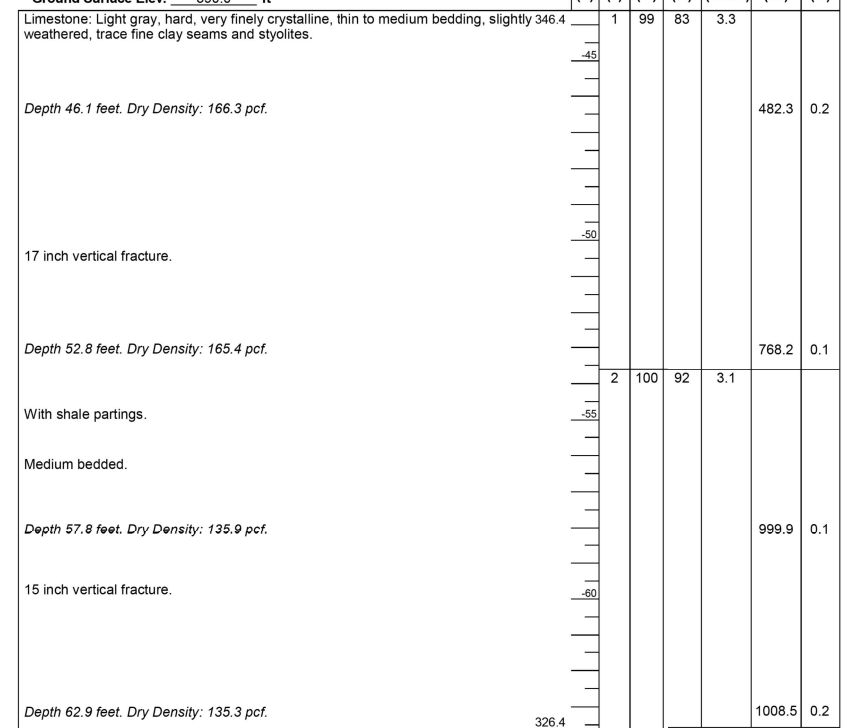 Limestone: Light gray, hard, very finely crystalline, thin to medium bedding, slightly 346.4 1 99 83 3.3
weathered, trace fine clay seams and styolites.
-45
Depth 46.1 feet. Dry Density: 166.3 pcf. 482.3 0.2
-50
17 inch vertical fracture.
Depth 52.8 feet. Dry Density: 165.4 pcf. 768.2 0.1
2 100 92 3.1
With shale partings. -55
Medium bedded.
Depth 57.8 feet. Dry Density: 135.9 pcf. 999.9 0.1
15 inch vertical fracture. -60
Depth 62.9 feet. Dry Density: 135.3 pcf. 1008.5 0.2
326.4